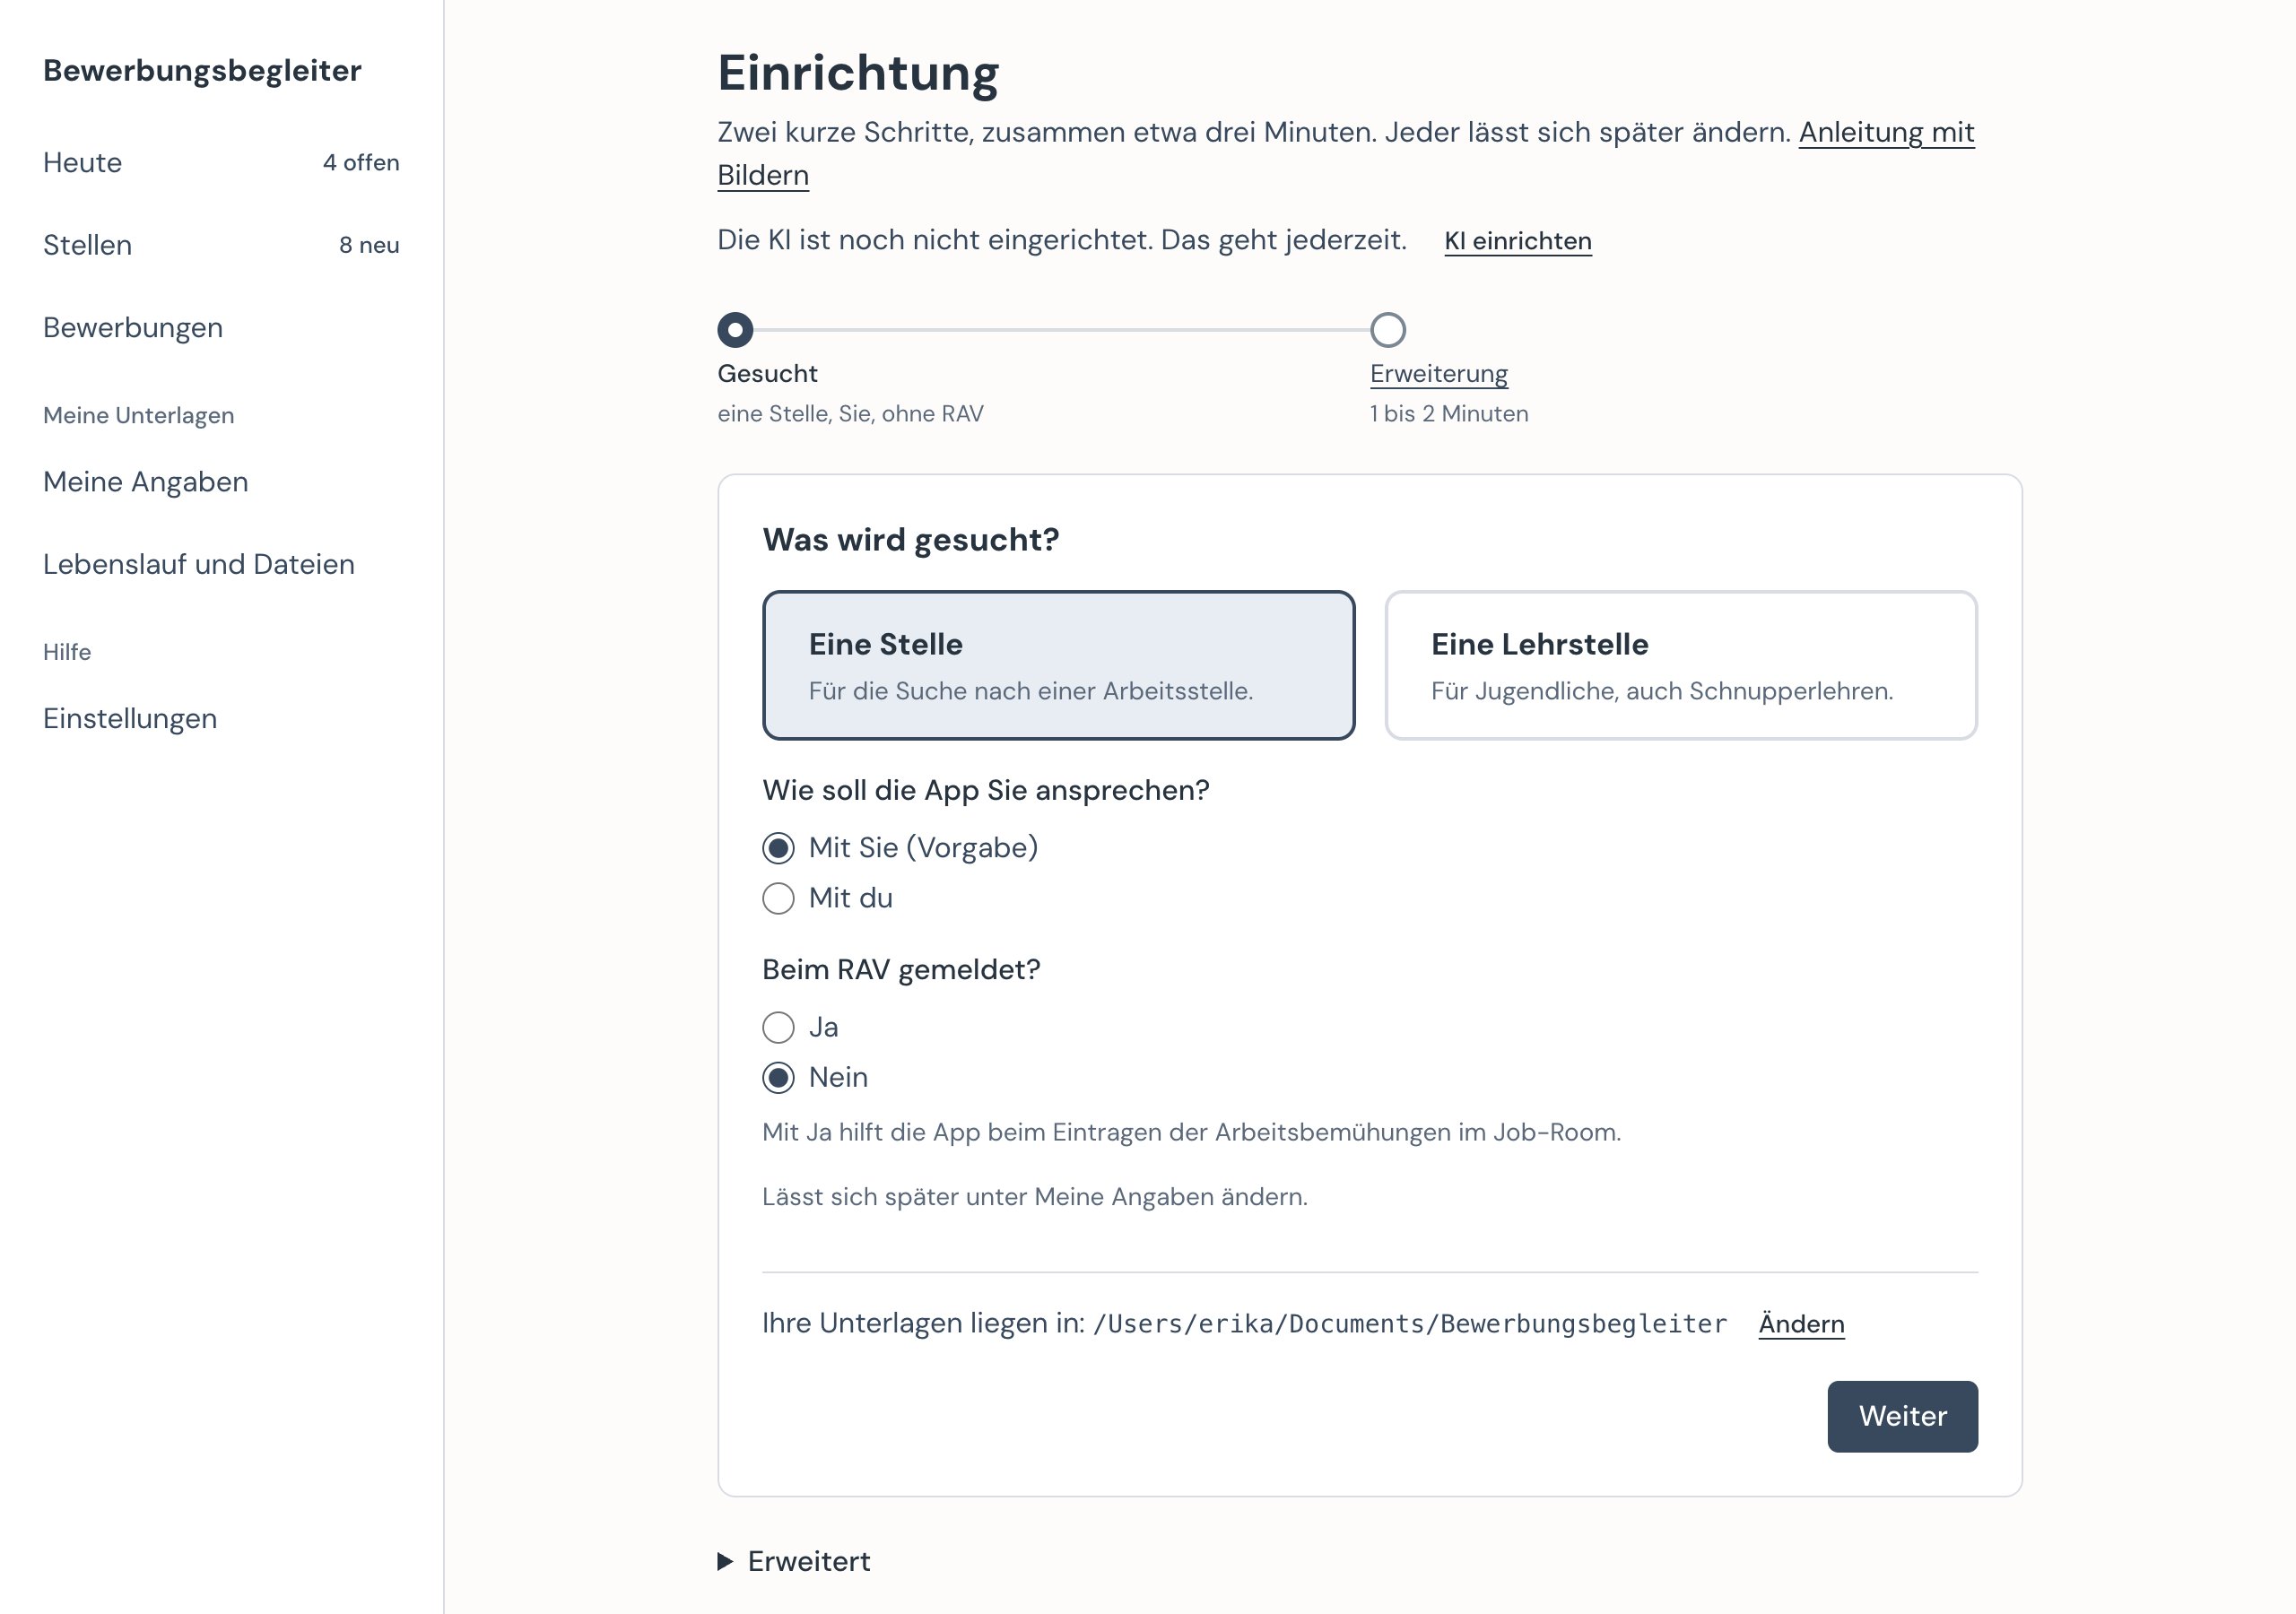 Bewerbungsbegleiter
Heute 4 offen
Stellen 8 neu
Bewerbungen
Meine Unterlagen
Meine Angaben
Lebenslauf und Dateien
Hilfe
Einstellungen
Einrichtung
Zwei kurze Schritte, zusammen etwa drei Minuten. Jeder lässt sich später ändern. Anleitung mit
Bildern
Die KI ist noch nicht eingerichtet. Das geht jederzeit. KI einrichten
Gesucht
eine Stelle, Sie, ohne RAV
Erweiterung
1 bis 2 Minuten
Was wird gesucht?
Eine Stelle
Für die Suche nach einer Arbeitsstelle.
Eine Lehrstelle
Für Jugendliche, auch Schnupperlehren.
Wie soll die App Sie ansprechen?
Mit Sie (Vorgabe)
Mit du
Beim RAV gemeldet?
Ja
Nein
Mit Ja hilft die App beim Eintragen der Arbeitsbemühungen im Job-Room.
Lässt sich später unter Meine Angaben ändern.
Ihre Unterlagen liegen in: /Users/erika/Documents/Bewerbungsbegleiter Ändern
Weiter
Erweitert